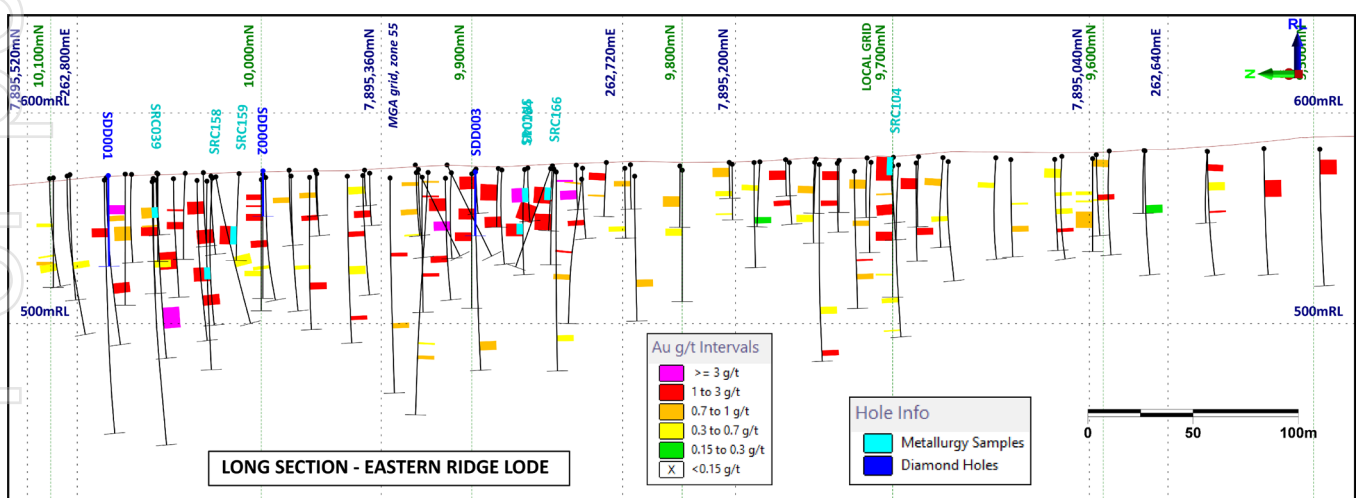 7,895,520mN
10,100mN
262,800mE
10,000mN
7,895,360mN
MGA grid, zone 55
9,900mN
262,720mE
9,800mN
7,895,200mN
LOCAL GRID
9,700mN
7,895,040mN
9,600mN
262,640mE
RL
N
600mRL
600mRL
SDD001
SRC039
SRC158
SRC159
SDD002
SDD003
SRC166
SRC104
500mRL
500mRL
Au g/t Intervals
>= 3 g/t
1 to 3 g/t
0.7 to 1 g/t
0.3 to 0.7 g/t
0.15 to 0.3 g/t
X <0.15 g/t
Hole Info
Metallurgy Samples
Diamond Holes
0 50 100m
LONG SECTION - EASTERN RIDGE LODE